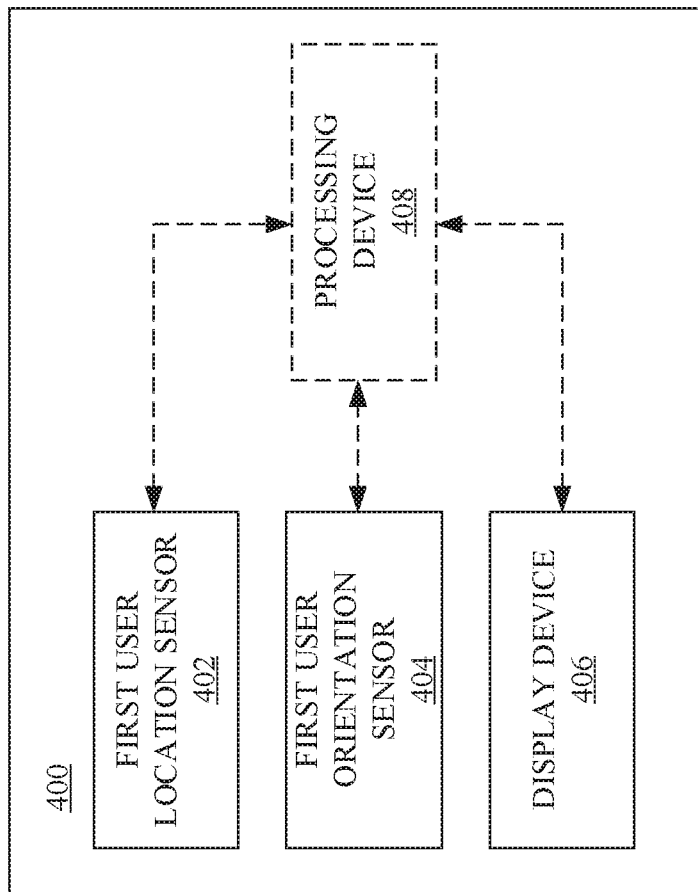 400
FIRST USER
LOCATION SENSOR
402
FIRST USER
ORIENTATION
SENSOR
404
DISPLAY DEVICE
406
PROCESSING
DEVICE
408